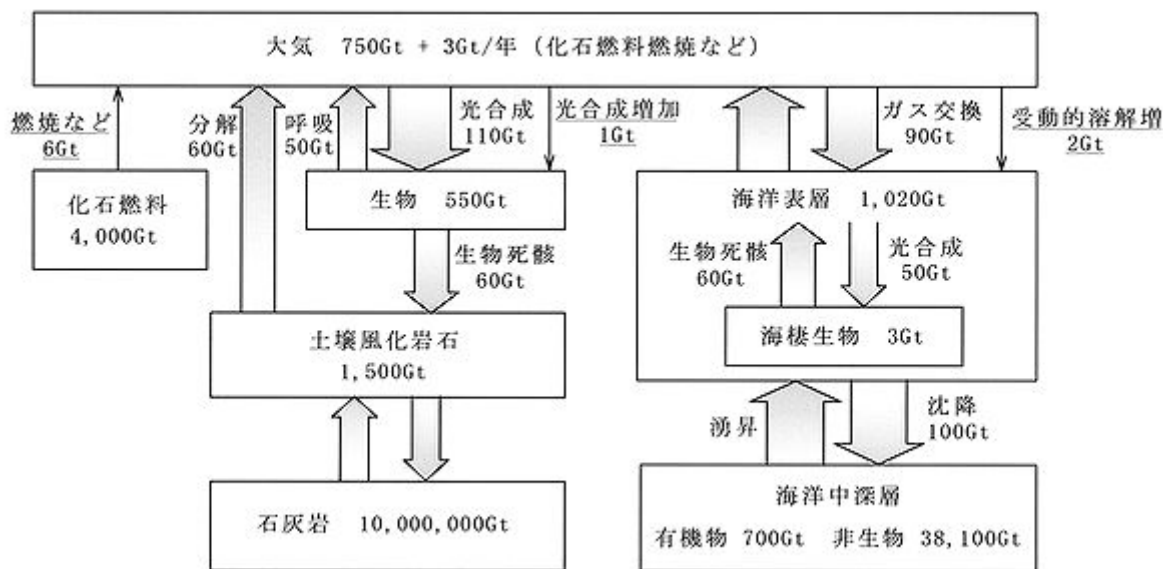 大気 750Gt + 3Gt/年 (化石燃料燃焼など)
燃焼など
6Gt
分解
60Gt
呼吸
50Gt
光合成
110Gt
光合成増加
1Gt
ガス交換
90Gt
受動的溶解増
2Gt
化石燃料
4,000Gt
生物 550Gt
海洋表層 1,020Gt
生物死骸
60Gt
生物死骸
60Gt
光合成
50Gt
土壌風化岩石
1,500Gt
海棲生物 3Gt
湧昇
沈降
100Gt
石灰岩 10,000,000Gt
海洋中深層
有機物 700Gt 非生物 38,100Gt